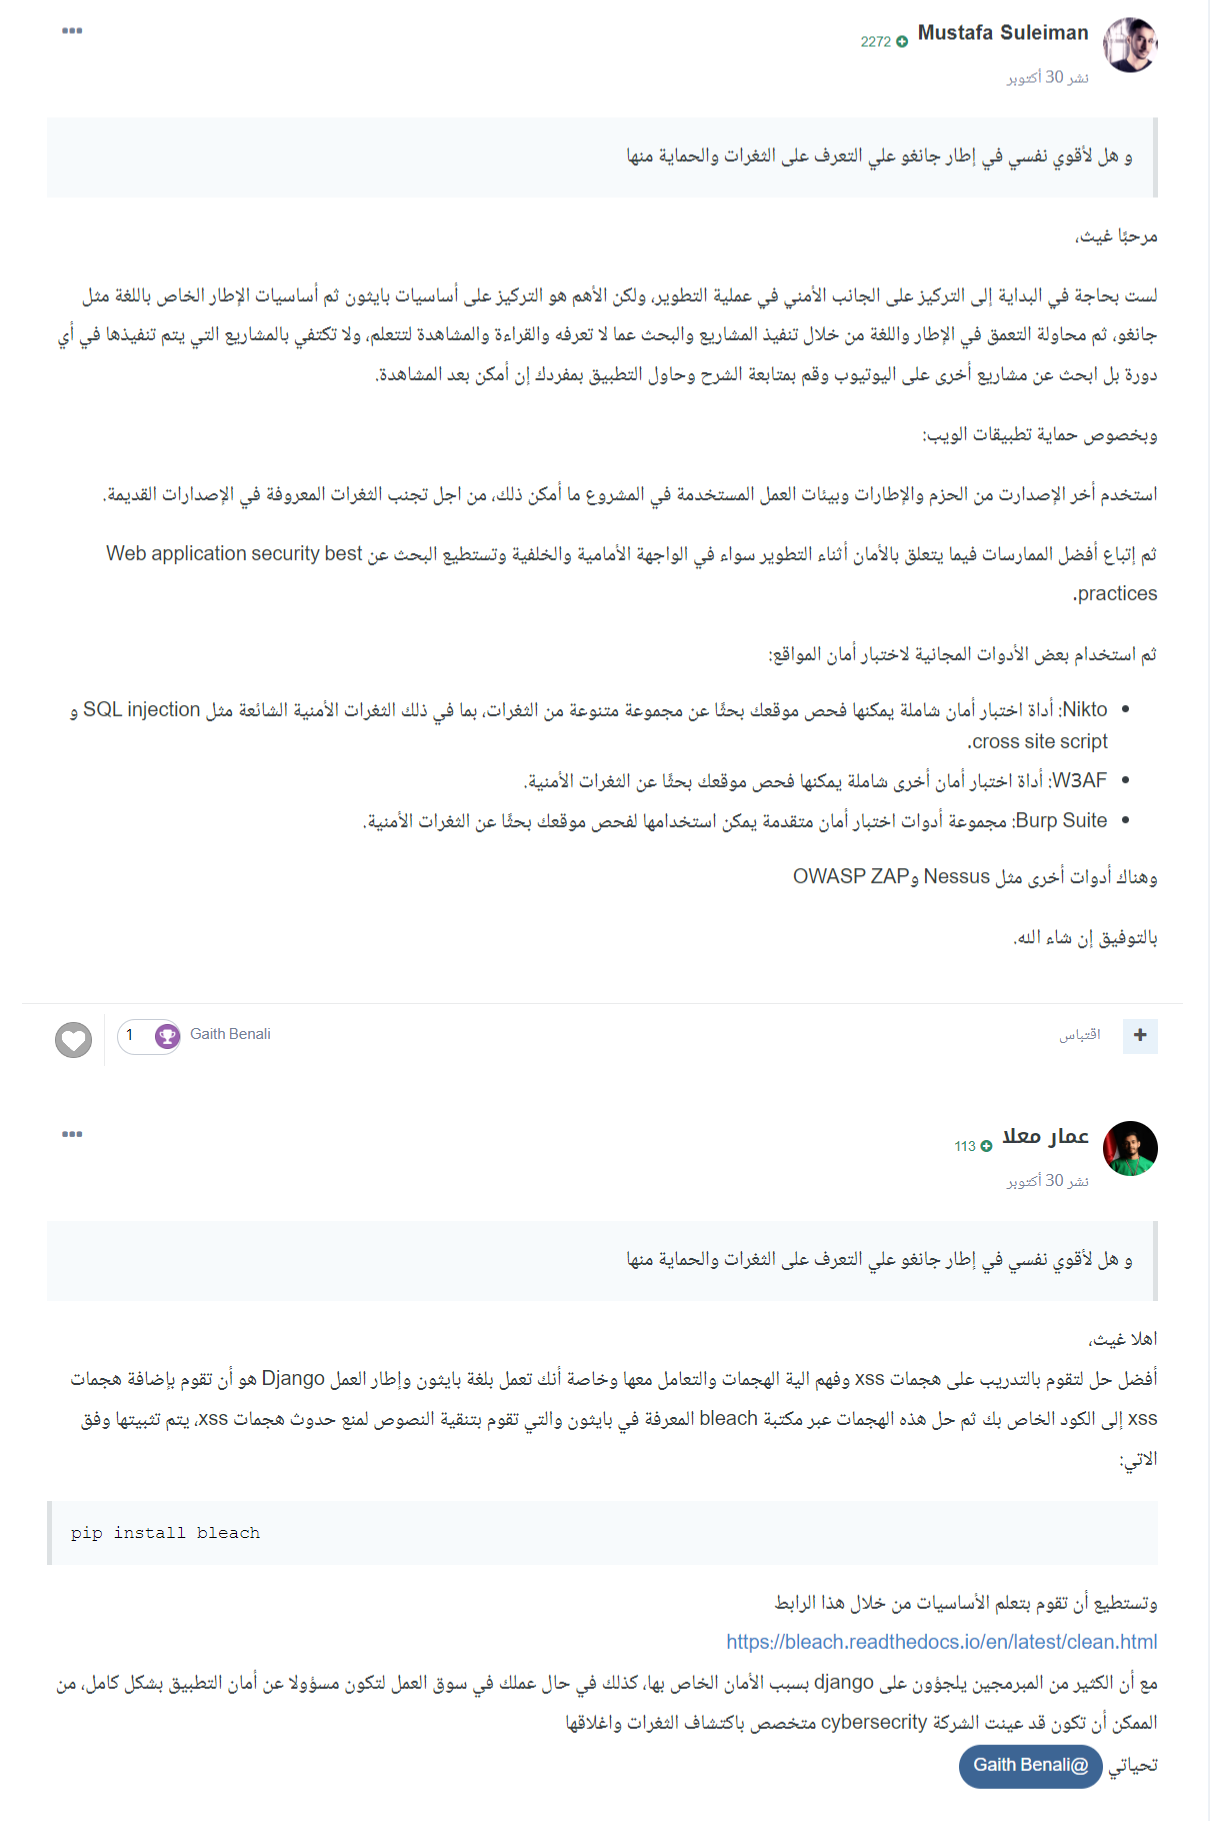 Mustafa Suleiman
2272
نشر 30 أكتوبر
و هل لأقوي نفسي في إطار جانغو علي التعرف على الثغرات والحماية منها
مرحبًا غيث،
لست بحاجة في البداية إلى التركيز على الجانب الأمني في عملية التطوير، ولكن الأهم هو التركيز على أساسيات بايثون ثم أساسيات الإطار الخاص باللغة مثل
جانغو، ثم محاولة التعمق في الإطار واللغة من خلال تنفيذ المشاريع والبحث عما لا تعرفه والقراءة والمشاهدة لتتعلم، ولا تكتفي بالمشاريع التي يتم تنفيذها في أي
دورة بل ابحث عن مشاريع أخرى على اليوتيوب وقم بمتابعة الشرح وحاول التطبيق بمفردك إن أمكن بعد المشاهدة.
وبخصوص حماية تطبيقات الويب:
استخدم أخر الإصدارت من الحزم والإطارات وبيئات العمل المستخدمة في المشروع ما أمكن ذلك، من اجل تجنب الثغرات المعروفة في الإصدارات القديمة.
ثم إتباع أفضل الممارسات فيما يتعلق بالأمان أثناء التطوير سواء في الواجهة الأمامية والخلفية وتستطيع البحث عن Web application security best
practices.
ثم استخدام بعض الأدوات المجانية لاختبار أمان المواقع:
• Nikto: أداة اختبار أمان شاملة يمكنها فحص موقعك بحثًا عن مجموعة متنوعة من الثغرات، بما في ذلك الثغرات الأمنية الشائعة مثل SQL injection و
cross site script.
• W3AF: أداة اختبار أمان أخرى شاملة يمكنها فحص موقعك بحثًا عن الثغرات الأمنية.
• Burp Suite: مجموعة أدوات اختبار أمان متقدمة يمكن استخدامها لفحص موقعك بحثًا عن الثغرات الأمنية.
وهناك أدوات أخرى مثل Nessus وOWASP ZAP
بالتوفيق إن شاء الله.
اقتباس
Gaith Benali
1
عمار معلا
113
نشر 30 أكتوبر
و هل لأقوي نفسي في إطار جانغو علي التعرف على الثغرات والحماية منها
اهلا غيث،
أفضل حل لتقوم بالتدريب على هجمات xss وفهم الية الهجمات والتعامل معها وخاصة أنك تعمل بلغة بايثون وإطار العمل Django هو أن تقوم بإضافة هجمات
xss إلى الكود الخاص بك ثم حل هذه الهجمات عبر مكتبة bleach المعرفة في بايثون والتي تقوم بتنقية النصوص لمنع حدوث هجمات xss، يتم تثبيتها وفق
الاتي:
pip install bleach
وتستطيع أن تقوم بتعلم الأساسيات من خلال هذا الرابط
https://bleach.readthedocs.io/en/latest/clean.html
مع أن الكثير من المبرمجين يلجؤون على django بسبب الأمان الخاص بها، كذلك في حال عملك في سوق العمل لتكون مسؤولا عن أمان التطبيق بشكل كامل، من
الممكن أن تكون قد عينت الشركة cybersecrity متخصص باكتشاف الثغرات واغلاقها
تحياتي @Gaith Benali